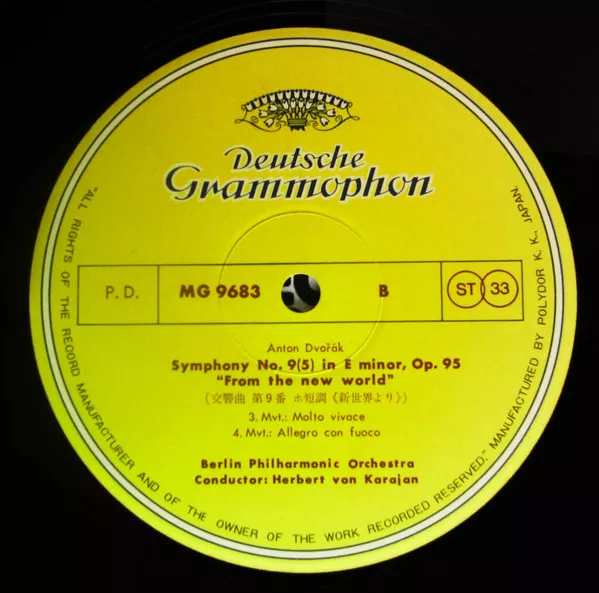 Deutsche
Grammophon
P. D.
MG 9683
B
ST 33
Anton Dvořák
Symphony No. 9(5) in E minor, Op. 95
"From the new world"
(交響曲 第9番 ホ短調《新世界より》)
3. Mvt.: Molto vivace
4. Mvt.: Allegro con fuoco
Berlin Philharmonic Orchestra
Conductor: Herbert von Karajan
"ALL RIGHTS OF THE RECORD MANUFACTURER AND OF THE OWNER OF THE WORK RECORDED RESERVED." MANUFACTURED BY POLYDOR K. K., JAPAN.